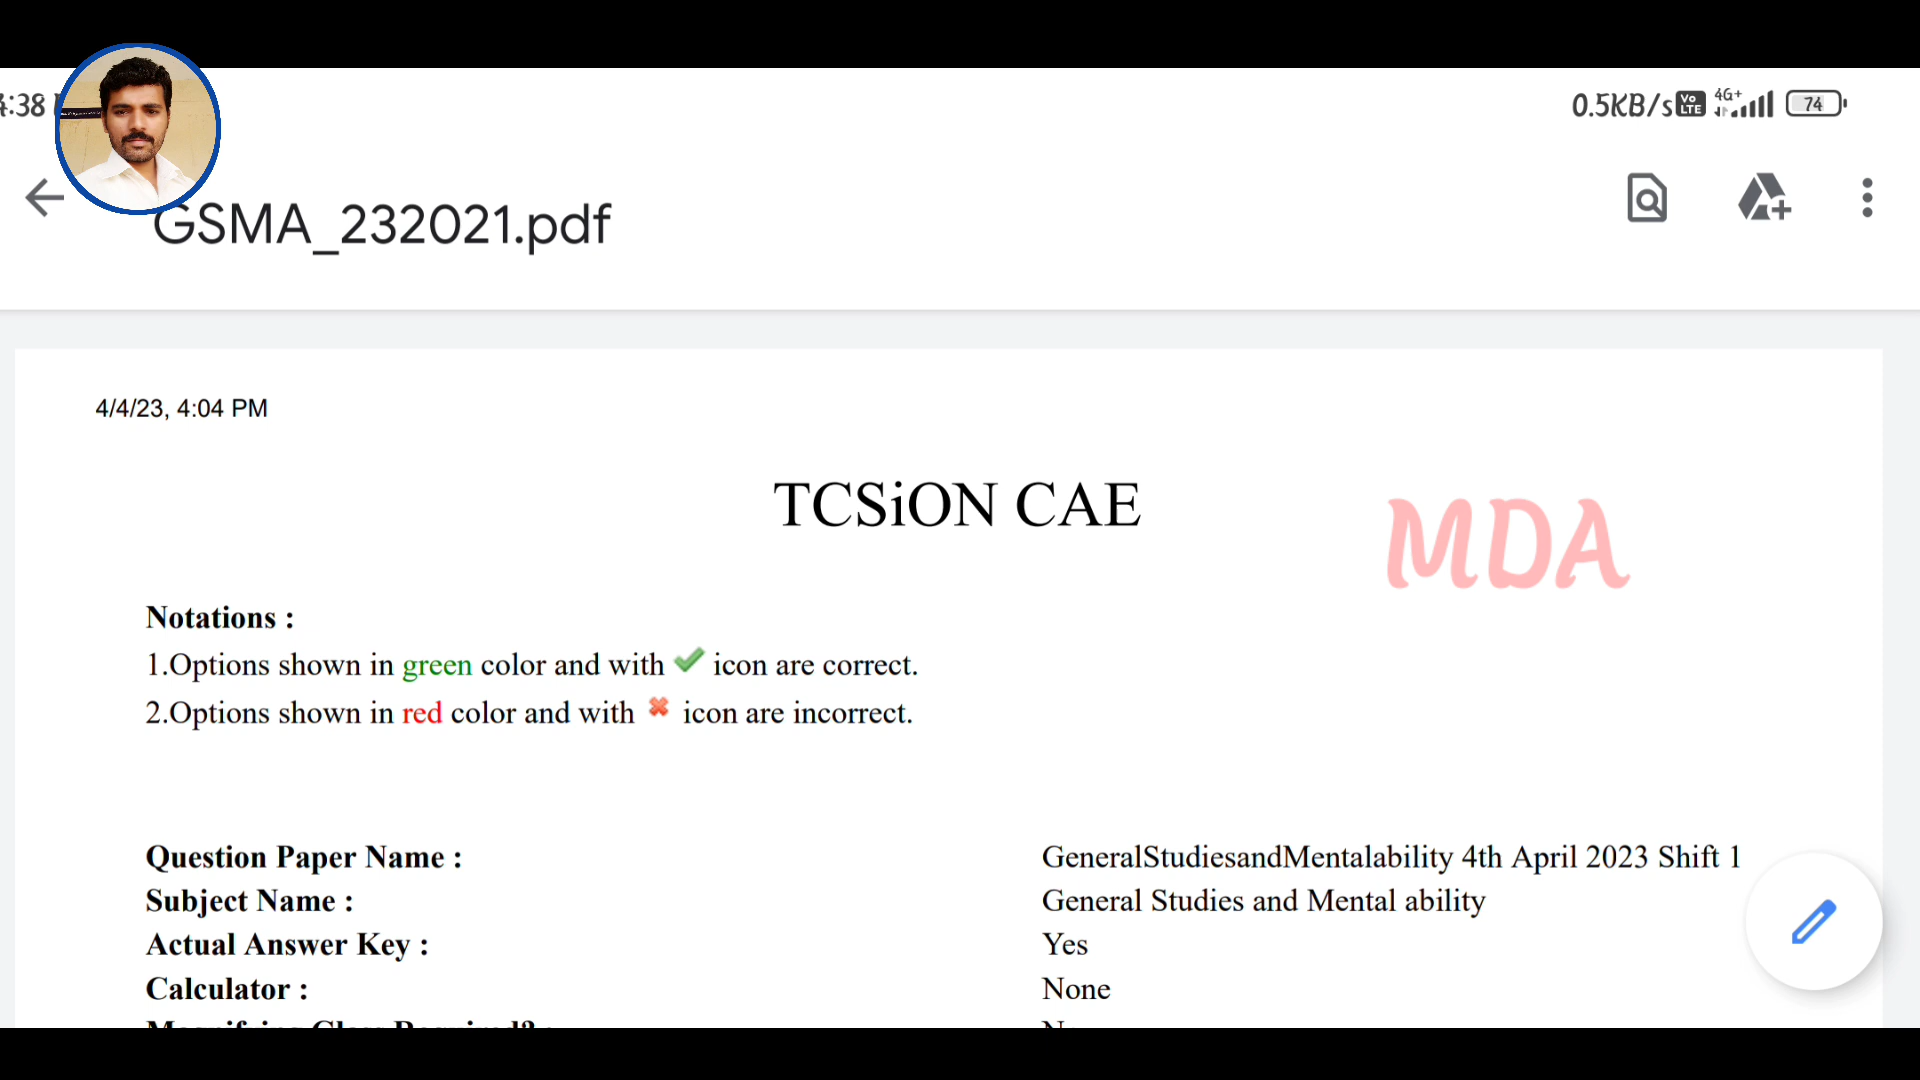 :38
0.5KB/s Vo LTE 4G+ 74
GSMA_232021.pdf
4/4/23, 4:04 PM
TCSiON CAE
MDA
Notations :
1.Options shown in green color and with icon are correct.
2.Options shown in red color and with icon are incorrect.
Question Paper Name : GeneralStudiesandMentalability 4th April 2023 Shift 1
Subject Name : General Studies and Mental ability
Actual Answer Key : Yes
Calculator : None